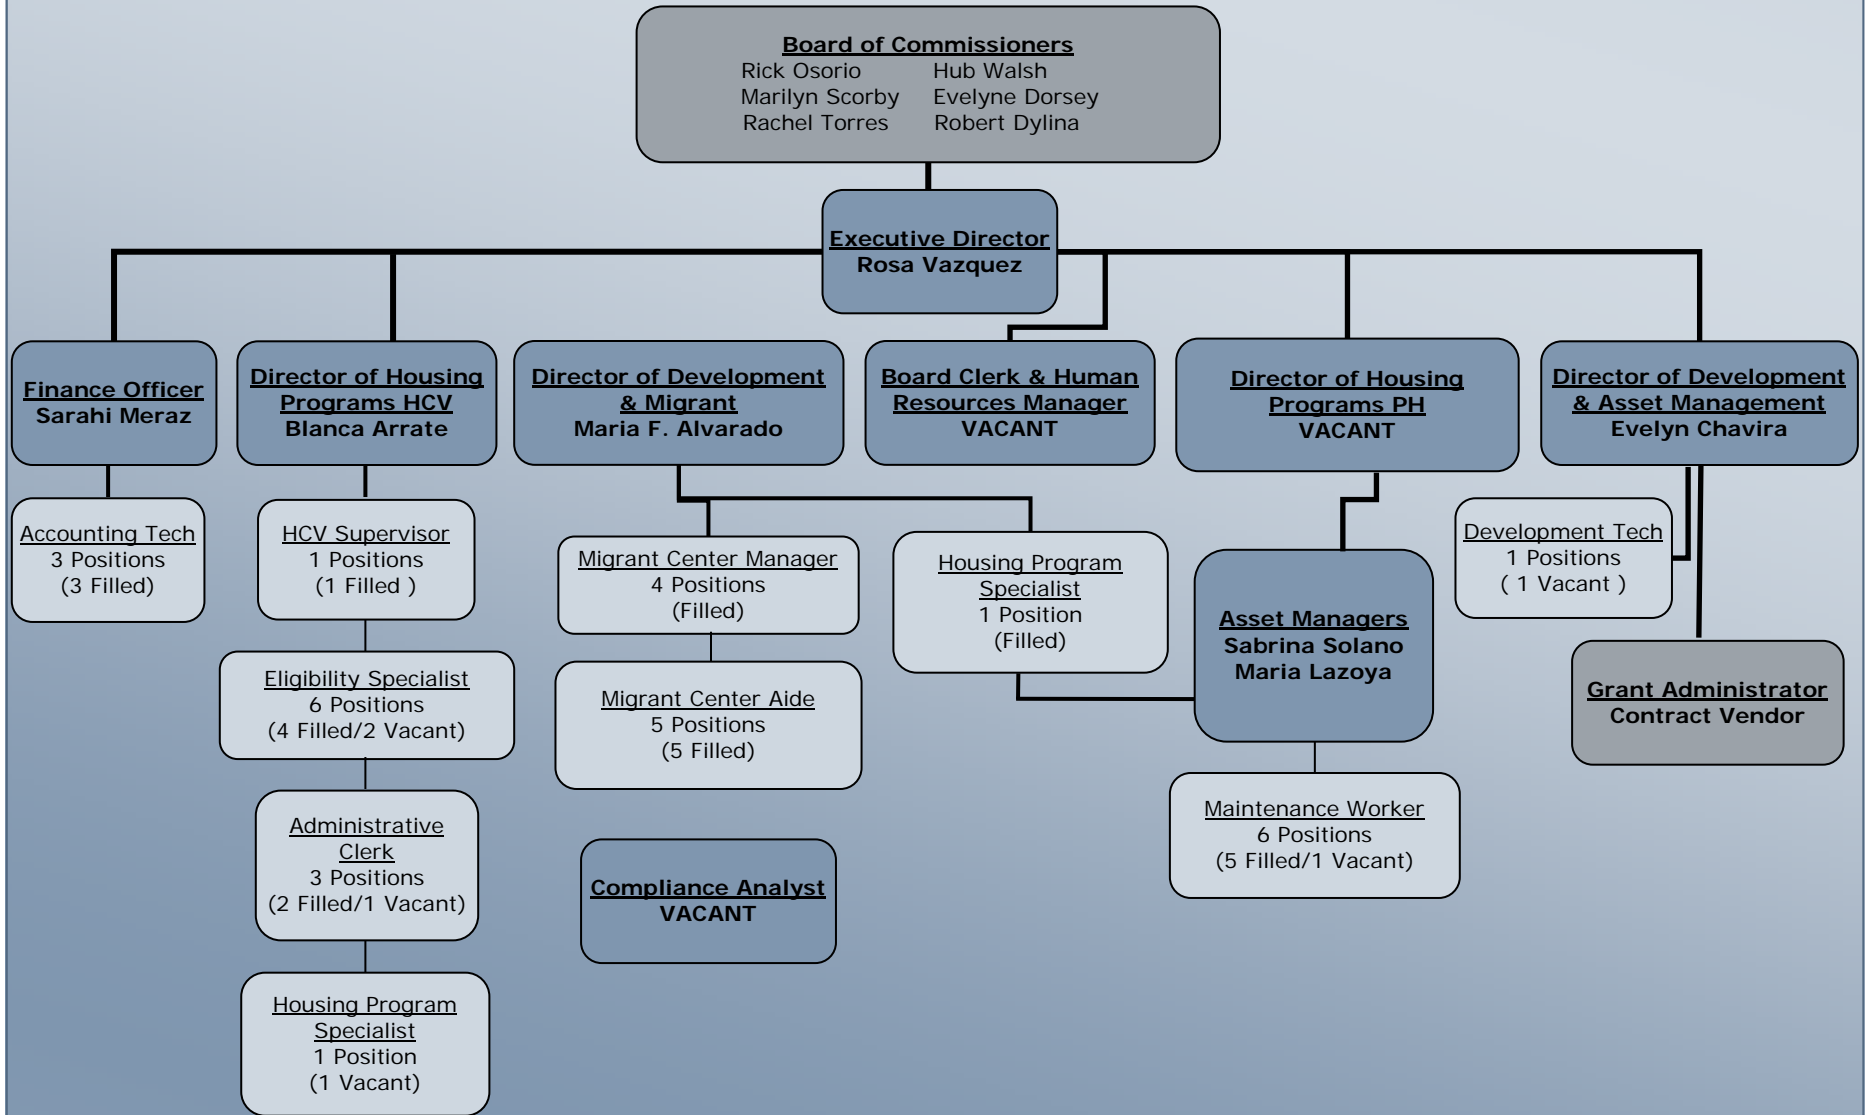 Board of Commissioners
Rick Osorio Hub Walsh
Marilyn Scorby Evelyne Dorsey
Rachel Torres Robert Dylina
Executive Director
Rosa Vazquez
Finance Officer
Sarahi Meraz
Director of Housing
Programs HCV
Blanca Arrate
Director of Development
& Migrant
Maria F. Alvarado
Board Clerk & Human
Resources Manager
VACANT
Director of Housing
Programs PH
VACANT
Director of Development
& Asset Management
Evelyn Chavira
Accounting Tech
3 Positions
(3 Filled)
HCV Supervisor
1 Positions
(1 Filled )
Migrant Center Manager
4 Positions
(Filled)
Housing Program
Specialist
1 Position
(Filled)
Asset Managers
Sabrina Solano
Maria Lazoya
Development Tech
1 Positions
( 1 Vacant )
Eligibility Specialist
6 Positions
(4 Filled/2 Vacant)
Migrant Center Aide
5 Positions
(5 Filled)
Grant Administrator
Contract Vendor
Administrative
Clerk
3 Positions
(2 Filled/1 Vacant)
Maintenance Worker
6 Positions
(5 Filled/1 Vacant)
Compliance Analyst
VACANT
Housing Program
Specialist
1 Position
(1 Vacant)